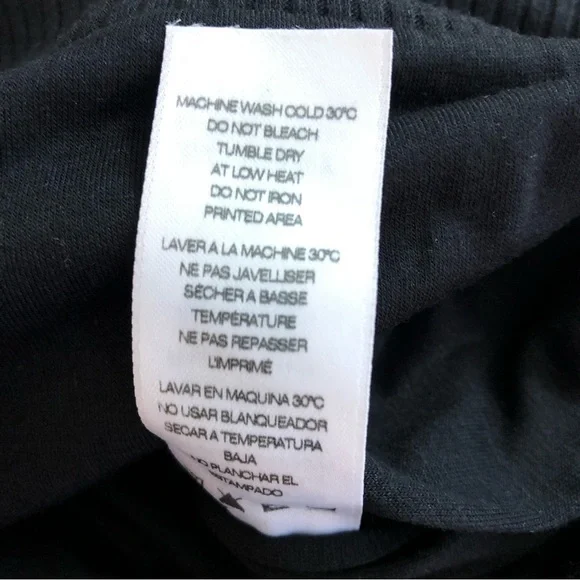 MACHINE WASH COLD 30°C
DO NOT BLEACH
TUMBLE DRY
AT LOW HEAT
DO NOT IRON
PRINTED AREA
LAVER A LA MACHINE 30°C
NE PAS JAVELLISER
SÉCHER A BASSE
TEMPÉRATURE
NE PAS REPASSER
L'IMPRIMÉ
LAVAR EN MAQUINA 30°C
NO USAR BLANQUEADOR
SECAR A TEMPERATURA
BAJA
NO PLANCHAR EL
ESTAMPADO